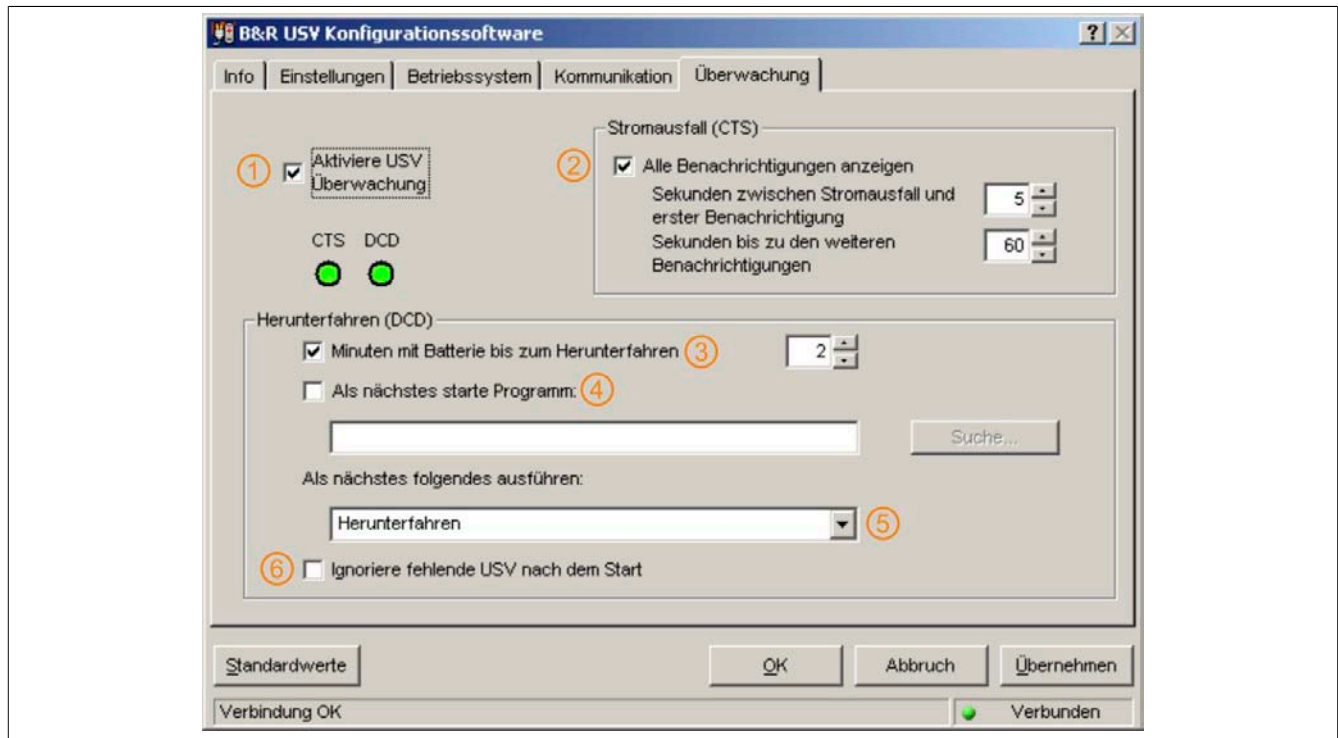 B&R USV Konfigurationssoftware
Info Einstellungen Betriebssystem Kommunikation Überwachung
Stromausfall (CTS)
1 Aktiviere USV
Überwachung
2 Alle Benachrichtigungen anzeigen
Sekunden zwischen Stromausfall und
erster Benachrichtigung 5
Sekunden bis zu den weiteren
Benachrichtigungen 60
CTS DCD
Herunterfahren (DCD)
Minuten mit Batterie bis zum Herunterfahren 3 2
Als nächstes starte Programm: 4
Suche...
Als nächstes folgendes ausführen:
Herunterfahren 5
6 Ignoriere fehlende USV nach dem Start
Standardwerte OK Abbruch Übernehmen
Verbindung OK Verbunden